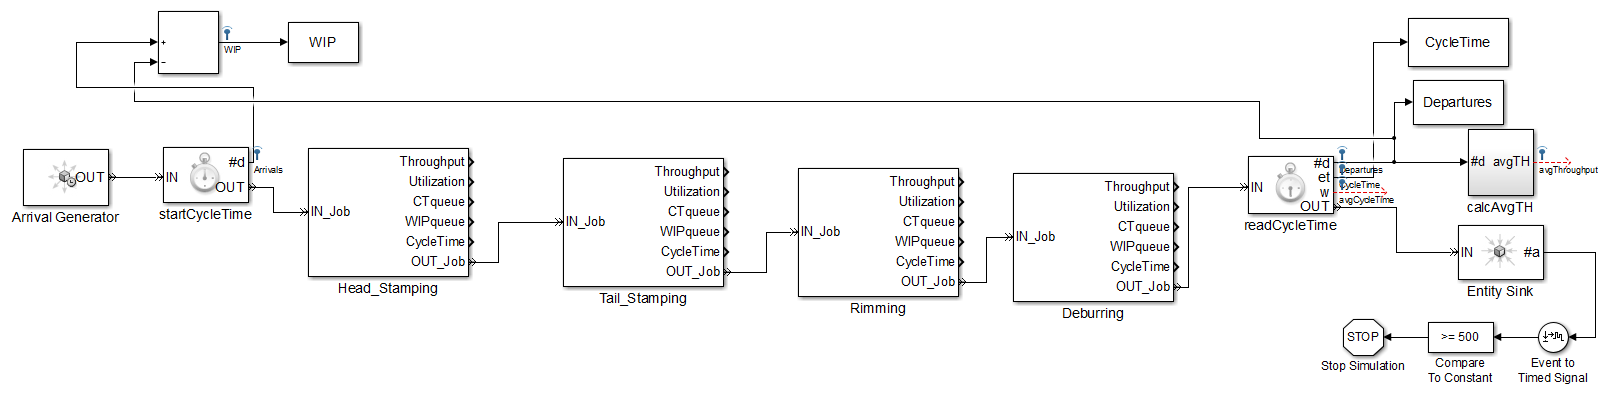 +
−
WIP
WIP
CycleTime
Departures
OUT
Arrival Generator
IN
#d
OUT
Arrivals
startCycleTime
IN_Job
Throughput
Utilization
CTqueue
WIPqueue
CycleTime
OUT_Job
Head_Stamping
IN_Job
Throughput
Utilization
CTqueue
WIPqueue
CycleTime
OUT_Job
Tail_Stamping
IN_Job
Throughput
Utilization
CTqueue
WIPqueue
CycleTime
OUT_Job
Rimming
IN_Job
Throughput
Utilization
CTqueue
WIPqueue
CycleTime
OUT_Job
Deburring
IN
#d
et
w
OUT
Departures
CycleTime
avgCycleTime
readCycleTime
#d avgTH
avgThroughput
calcAvgTH
IN
#a
Entity Sink
STOP
Stop Simulation
>= 500
Compare
To Constant
Event to
Timed Signal